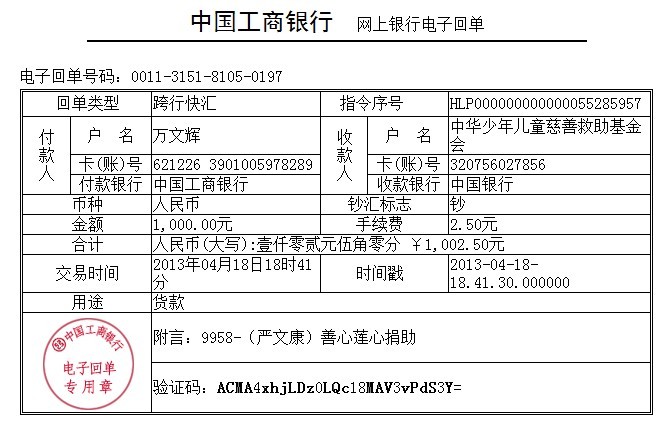 中国工商银行 网上银行电子回单
电子回单号码：0011-3151-8105-0197
回单类型 跨行快汇 指令序号 HLP000000000000055285957
付款人 户 名 万文辉 收款人 户 名 中华少年儿童慈善救助基金
会
卡(账)号 621226 3901005978289 卡(账)号 320756027856
付款银行 中国工商银行 收款银行 中国银行
币种 人民币 钞汇标志 钞
金额 1,000.00元 手续费 2.50元
合计 人民币(大写):壹仟零贰元伍角零分 ￥1,002.50元
交易时间 2013年04月18日18时41
分 时间戳 2013-04-18-
18.41.30.000000
用途 货款
中国工商银行
电子回单
专用章
附言：9958-（严文康）善心莲心捐助
验证码：ACMA4xhjLDz0LQc18MAV3vPdS3Y=